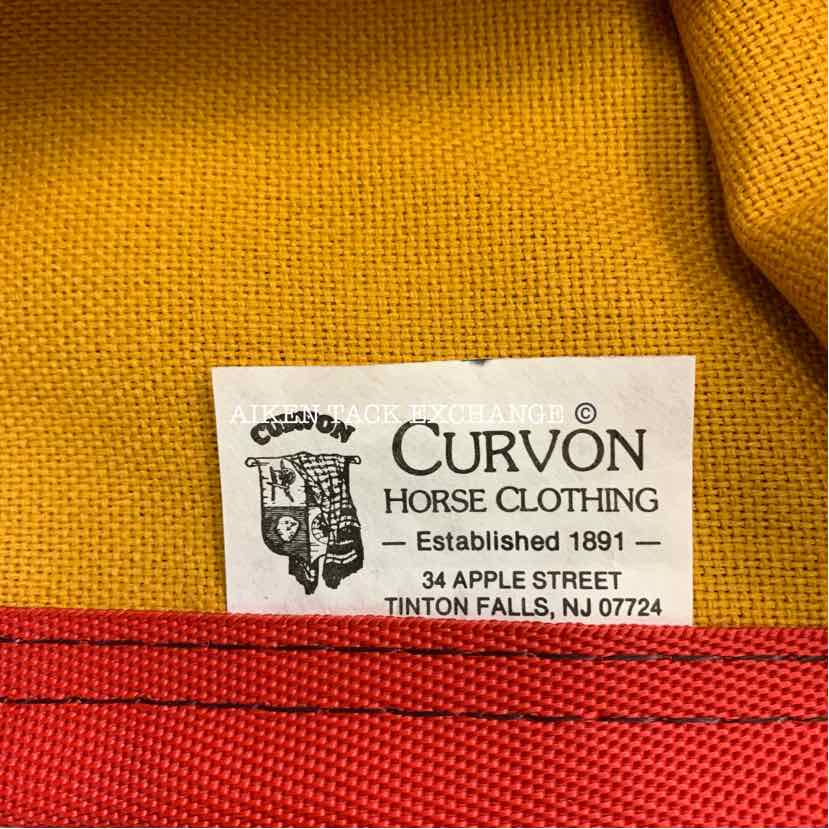 AIKEN TACK EXCHANGE ©
CURVON
CURVON
HORSE CLOTHING
— Established 1891 —
34 APPLE STREET
TINTON FALLS, NJ 07724